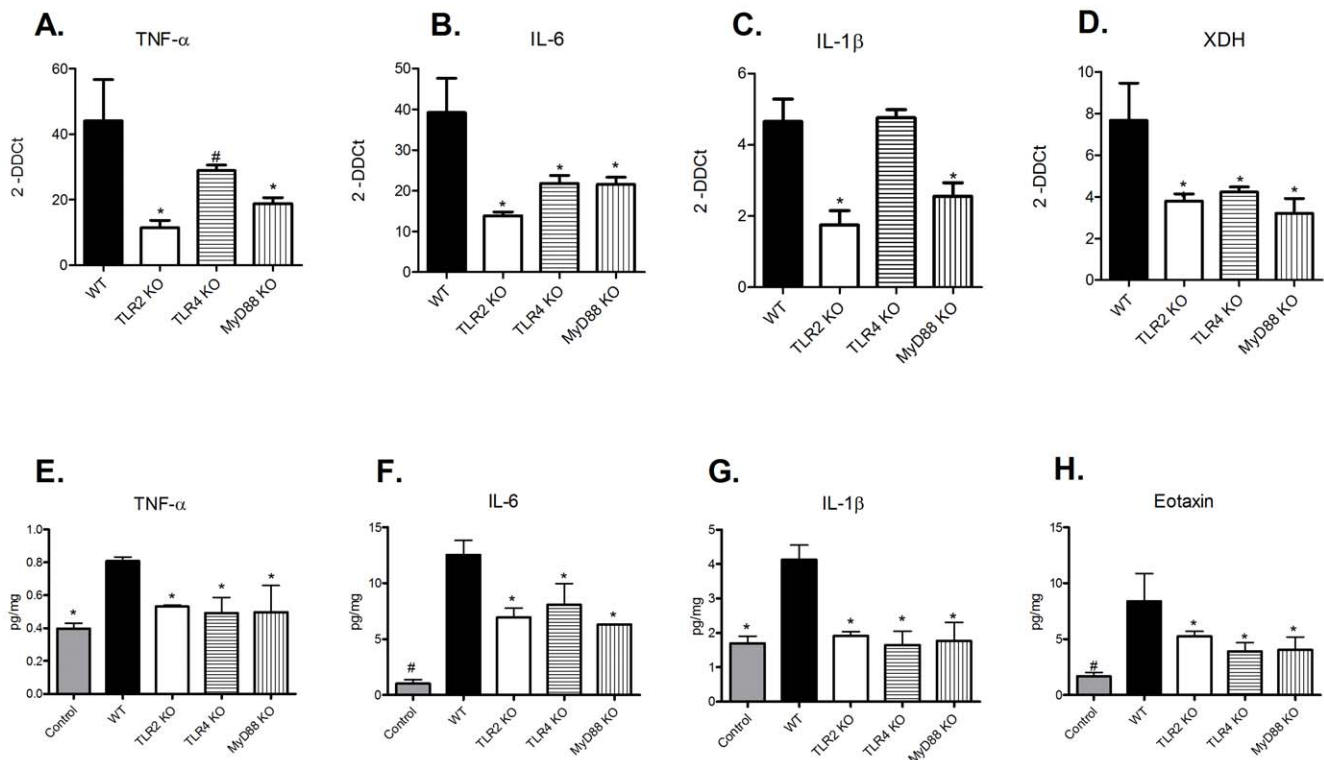 A.
TNF-α
2 -DDCt
60
40
20
0
#
*
*
WT
TLR2 KO
TLR4 KO
MyD88 KO
B.
IL-6
2 -DDCt
50
40
30
20
10
0
*
*
*
WT
TLR2 KO
TLR4 KO
MyD88 KO
C.
IL-1β
2 -DDCt
6
4
2
0
*
*
WT
TLR2 KO
TLR4 KO
MyD88 KO
D.
XDH
2 -DDCt
10
8
6
4
2
0
*
*
*
WT
TLR2 KO
TLR4 KO
MyD88 KO
E.
TNF-α
pg/mg
1.0
0.8
0.6
0.4
0.2
0.0
*
*
*
*
Control
WT
TLR2 KO
TLR4 KO
MyD88 KO
F.
IL-6
pg/mg
15
10
5
0
#
*
*
*
Control
WT
TLR2 KO
TLR4 KO
MyD88 KO
G.
IL-1β
pg/mg
5
4
3
2
1
0
*
*
*
*
Control
WT
TLR2 KO
TLR4 KO
MyD88 KO
H.
Eotaxin
pg/mg
15
10
5
0
#
*
*
*
Control
WT
TLR2 KO
TLR4 KO
MyD88 KO